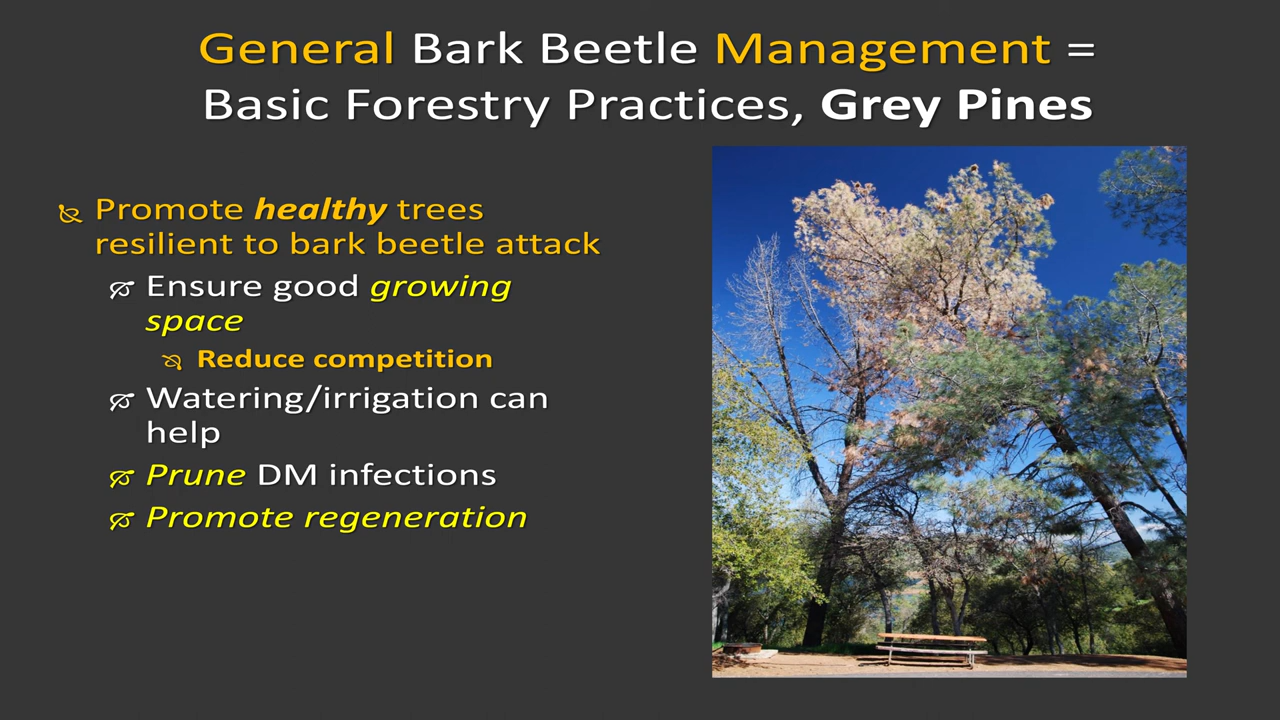 General Bark Beetle Management =
Basic Forestry Practices, Grey Pines
Promote healthy trees
resilient to bark beetle attack
Ensure good growing
space
Reduce competition
Watering/irrigation can
help
Prune DM infections
Promote regeneration